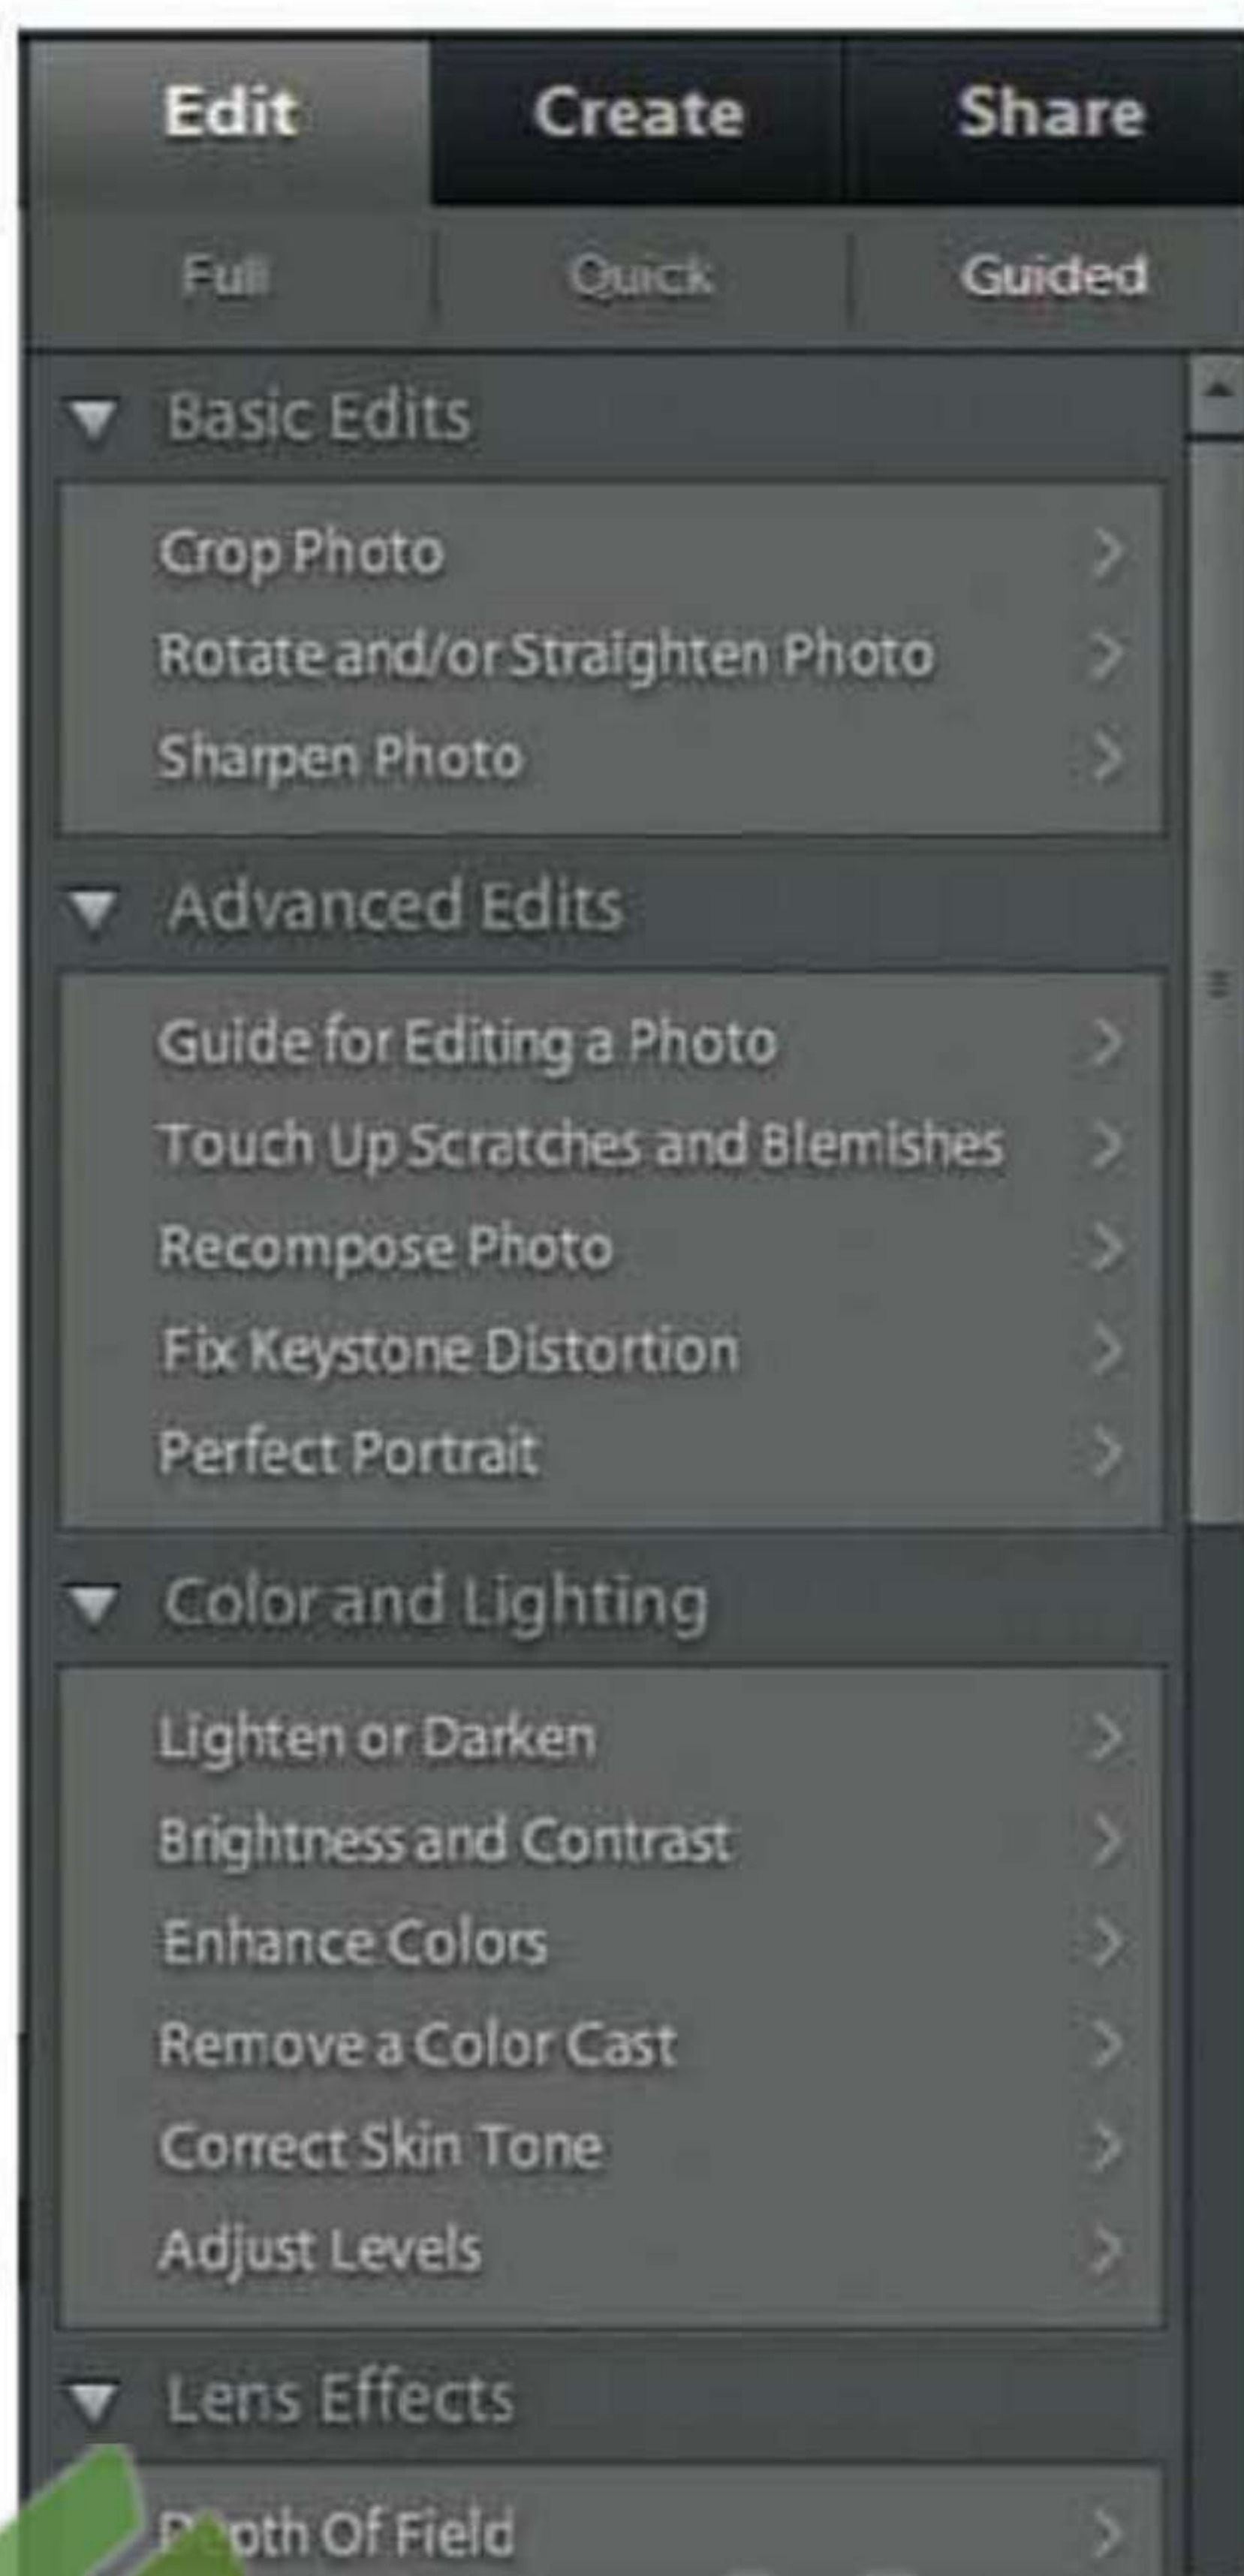 Edit Create Share
Full Quick Guided
Basic Edits
Crop Photo
Rotate and/or Straighten Photo
Sharpen Photo
Advanced Edits
Guide for Editing a Photo
Touch Up Scratches and Blemishes
Recompose Photo
Fix Keystone Distortion
Perfect Portrait
Color and Lighting
Lighten or Darken
Brightness and Contrast
Enhance Colors
Remove a Color Cast
Correct Skin Tone
Adjust Levels
Lens Effects
Depth Of Field